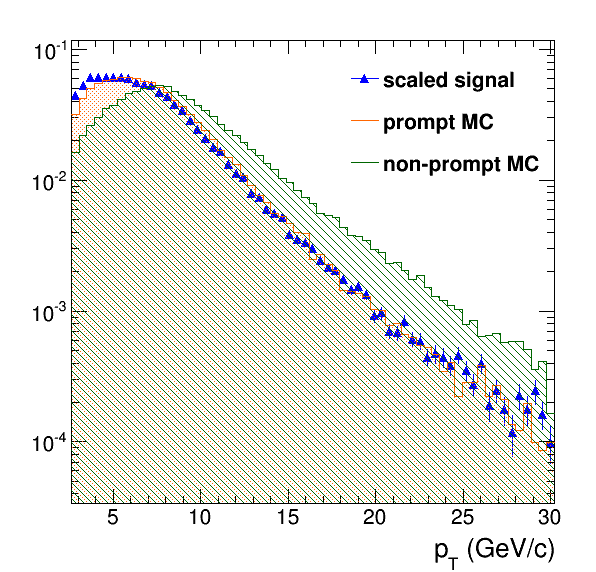 10⁻¹
scaled signal
prompt MC
non-prompt MC
10⁻²
10⁻³
10⁻⁴
5 10 15 20 25 30
p_T (GeV/c)